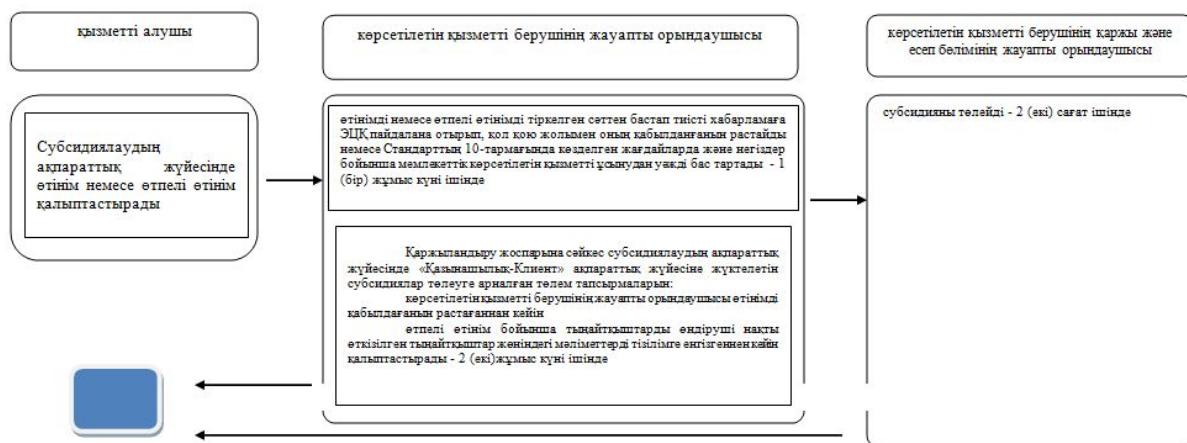 қызметті алушы
көрсетілетін қызметті берушінің жауапты орындаушысы
көрсетілетін қызметті берушінің қаржы және
есеп бөлімінің жауапты орындаушысы
Субсидиялаудың
ақпараттық жүйесінде
өтінім немесе өтпелі өтінім
қалыптастырады
өтінімді немесе өтпелі өтінімді тіркелген сәттен бастап тиісті хабарламаға
ЭЦҚ пайдалана отырып, қол қою жолымен оның қабылданғанын растайды
немесе Стандарттың 10-тармағында көзделген жағдайларда және негіздер
бойынша мемлекеттік көрсетілетін қызметті ұсынудан уәжді бас тартады - 1
(бір) жұмыс күні ішінде
Қаржыландыру жоспарына сәйкес субсидиялаудың ақпараттық
жүйесінде «Қазынашылық-Клиент» ақпараттық жүйесіне жүктелетін
субсидиялар төлеуге арналған төлем тапсырмаларын:
көрсетілетін қызметті берушінің жауапты орындаушысы өтінімді
қабылдағанын растағаннан кейін
өтпелі өтінім бойынша тыңайтқыштарды өндіруші нақты
өткізілген тыңайтқыштар жөніндегі мәліметтерді тізілімге енгізгеннен кейін
қалыптастырады - 2 (екі)жұмыс күні ішінде
субсидияны төлейді - 2 (екі) сағат ішінде